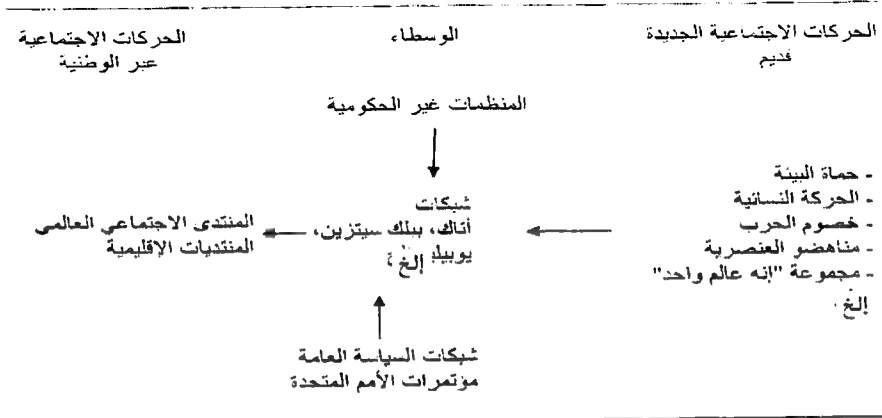 الحركات الاجتماعية الجديدة
قديم
الوسطاء
الحركات الاجتماعية
عبر الوطنية
المنظمات غير الحكومية
- حماة البيئة
- الحركة النسائية
- خصوم الحرب
- مناهضو العنصرية
- مجموعة "إنه عالم واحد"
إلخ.
شبكات
أتاك، ببلك سيتزين،
إلخ
المنتدى الاجتماعي العالمي
المنتديات الإقليمية
شبكات السياسة العامة
مؤتمرات الأمم المتحدة